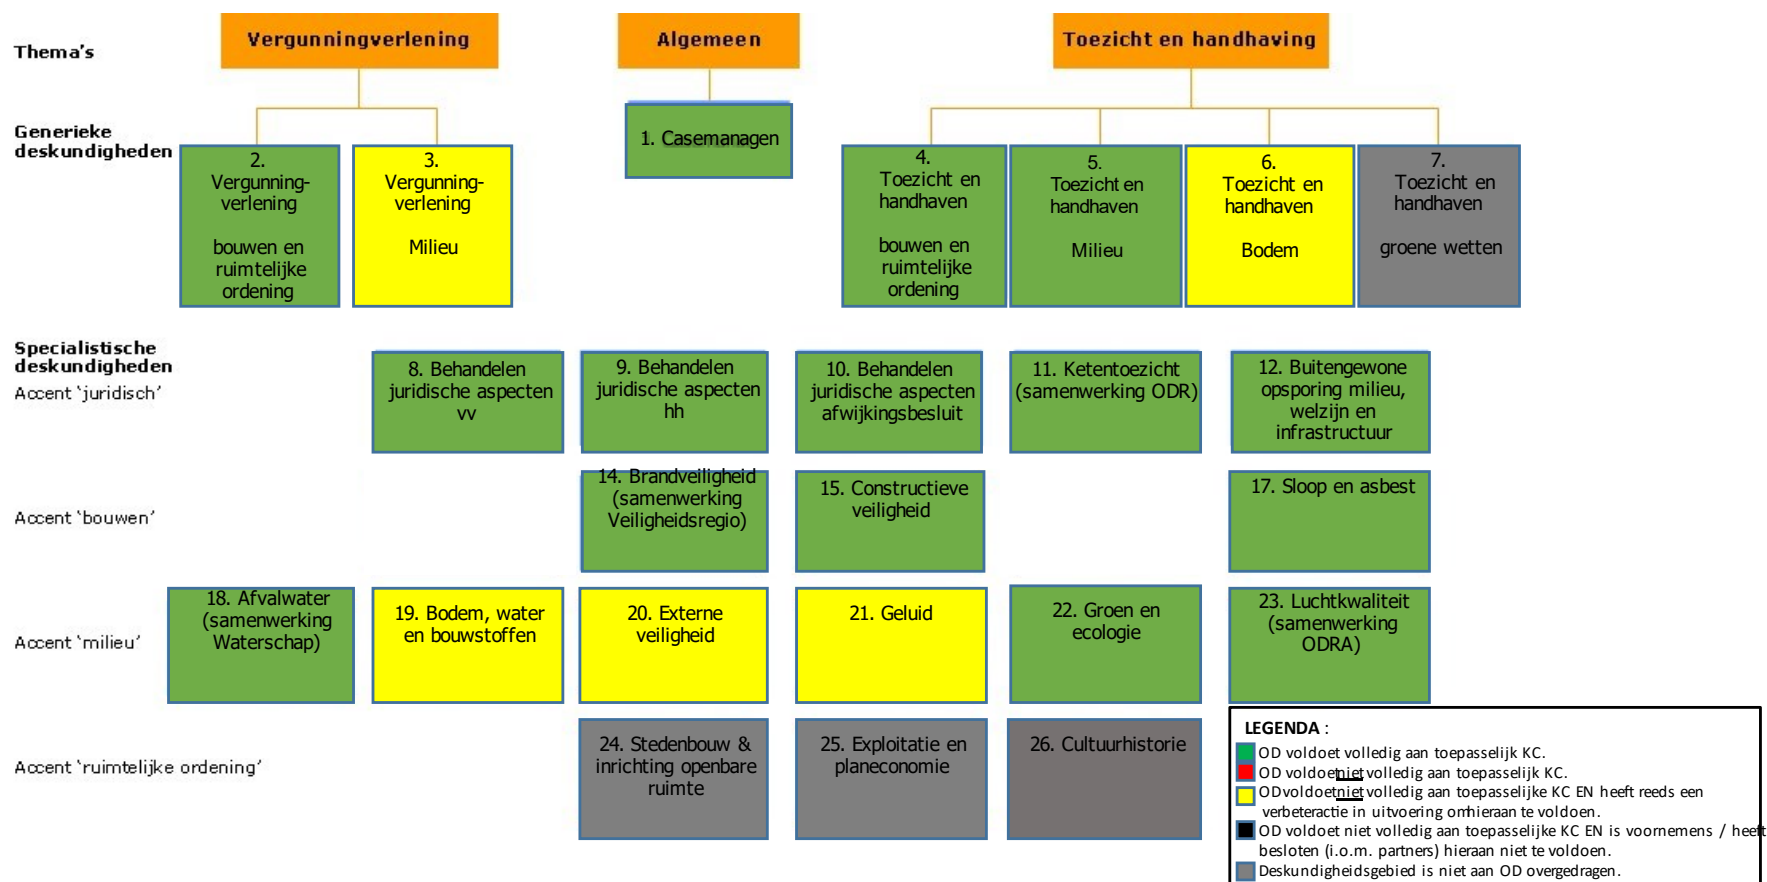 Thema's
Vergunningverlening
Algemeen
Toezicht en handhaving
Generieke
deskundigheden
1. Casemanagen
2.
Vergunning-
verlening
bouwen en
ruimtelijke
ordening
3.
Vergunning-
verlening
Milieu
4.
Toezicht en
handhaven
bouwen en
ruimtelijke
ordening
5.
Toezicht en
handhaven
Milieu
6.
Toezicht en
handhaven
Bodem
7.
Toezicht en
handhaven
groene wetten
Specialistische
deskundigheden
Accent 'juridisch'
8. Behandelen
juridische aspecten
vv
9. Behandelen
juridische aspecten
hh
10. Behandelen
juridische aspecten
afwijkingsbesluit
11. Ketentoezicht
(samenwerking ODR)
12. Buitengewone
opsporing milieu,
welzijn en
infrastructuur
Accent 'bouwen'
14. Brandveiligheid
(samenwerking
Veiligheidsregio)
15. Constructieve
veiligheid
17. Sloop en asbest
Accent 'milieu'
18. Afvalwater
(samenwerking
Waterschap)
19. Bodem, water
en bouwstoffen
20. Externe
veiligheid
21. Geluid
22. Groen en
ecologie
23. Luchtkwaliteit
(samenwerking
ODRA)
Accent 'ruimtelijke ordening'
24. Stedenbouw &
inrichting openbare
ruimte
25. Exploitatie en
planeconomie
26. Cultuurhistorie
LEGENDA :
OD voldoet volledig aan toepasselijk KC.
OD voldoet niet volledig aan toepasselijk KC.
OD voldoet niet volledig aan toepasselijke KC EN heeft reeds een
verbeteractie in uitvoering om hieraan te voldoen.
OD voldoet niet volledig aan toepasselijke KC EN is voornemens / heeft
besloten (i.o.m. partners) hieraan niet te voldoen.
Deskundigheidsgebied is niet aan OD overgedragen.